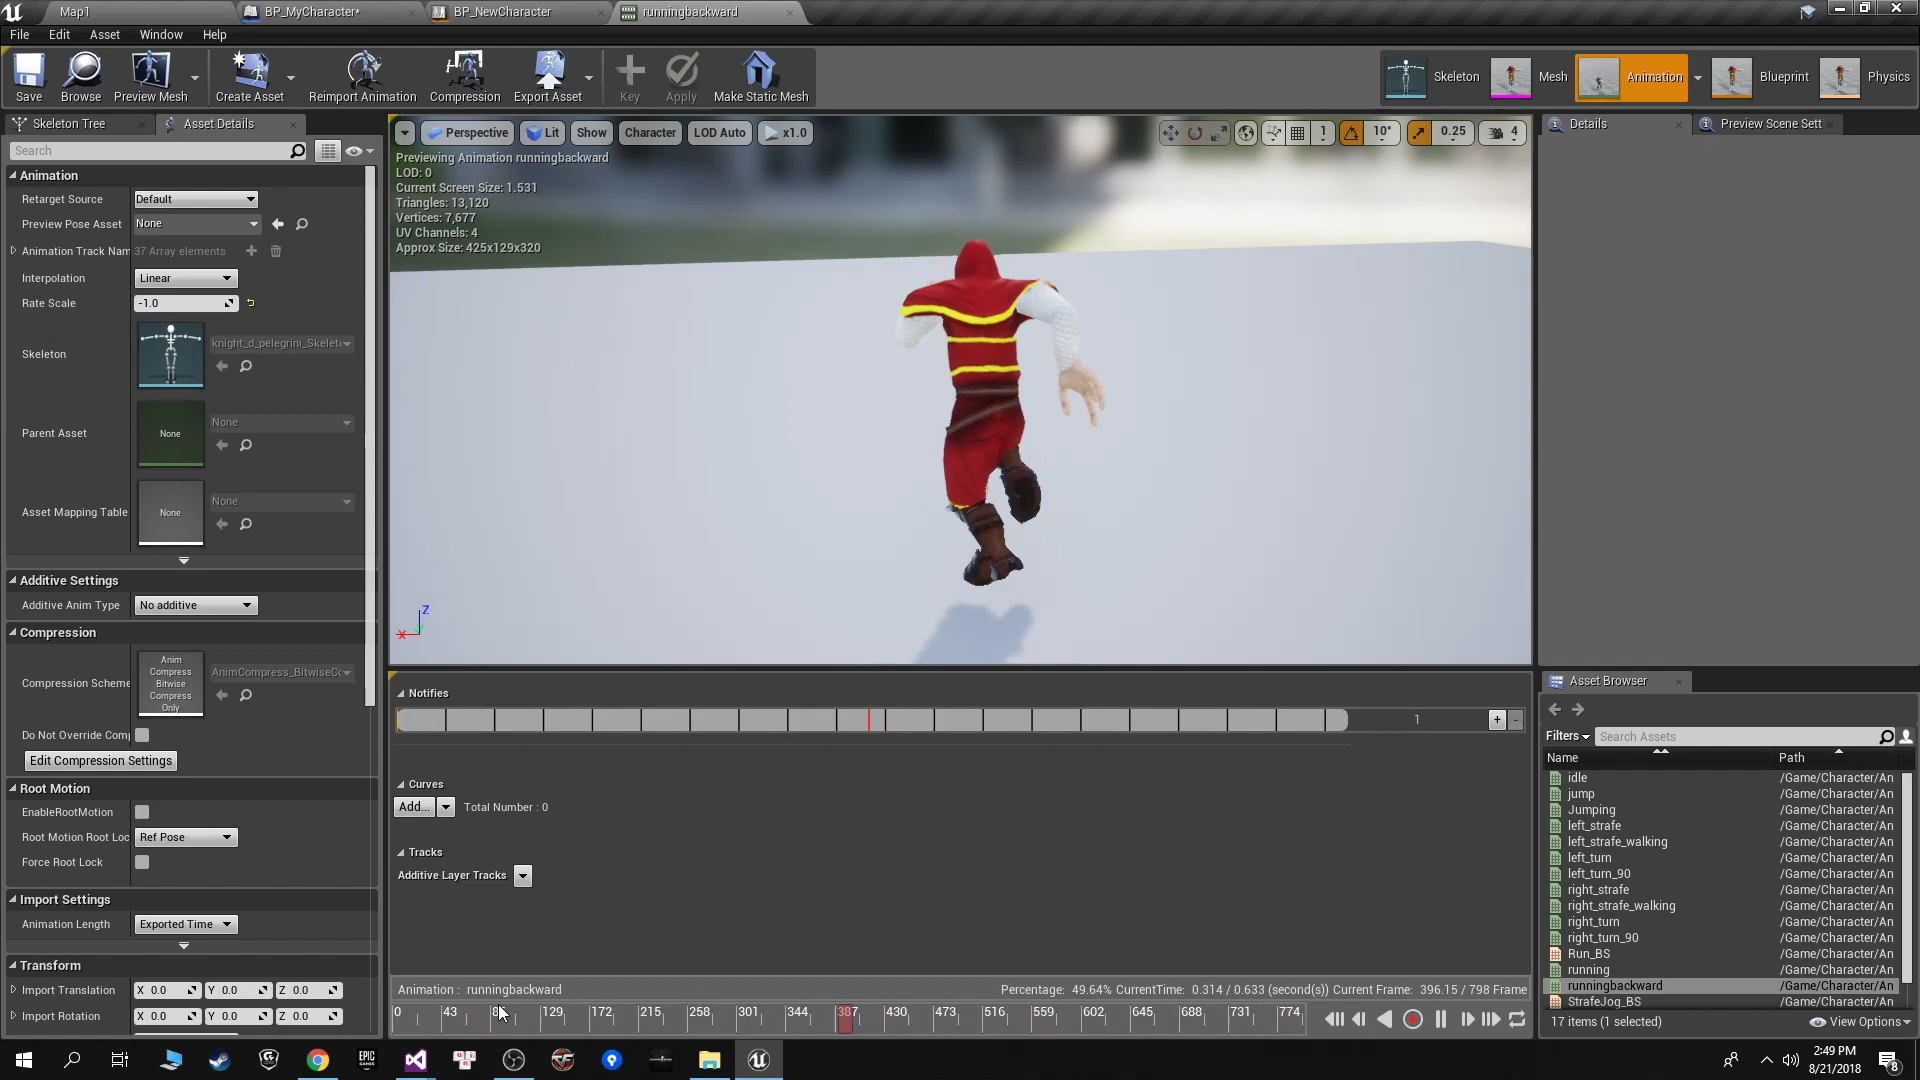 Map1
BP_MyCharacter*
BP_NewCharacter
runningbackward
File Edit Asset Window Help
Save
Browse
Preview Mesh
Create Asset
Reimport Animation
Compression
Export Asset
Key
Apply
Make Static Mesh
Skeleton
Mesh
Animation
Blueprint
Physics
Skeleton Tree
Asset Details
Search
Animation
Retarget Source Default
Preview Pose Asset None
Animation Track Nam 37 Array elements
Interpolation Linear
Rate Scale -1.0
Skeleton knight_d_pelegrini_Skelet
Parent Asset None None
Asset Mapping Table None None
Additive Settings
Additive Anim Type No additive
Compression
Compression Scheme
Anim
Compress
Bitwise
Compress
Only
AnimCompress_BitwiseCo
Do Not Override Comp
Edit Compression Settings
Root Motion
EnableRootMotion
Root Motion Root Loc Ref Pose
Force Root Lock
Import Settings
Animation Length Exported Time
Transform
Import Translation X 0.0 Y 0.0 Z 0.0
Import Rotation X 0.0 Y 0.0 Z 0.0
Perspective Lit Show Character LOD Auto x1.0
1 10° 0.25 4
Previewing Animation runningbackward
LOD: 0
Current Screen Size: 1.531
Triangles: 13,120
Vertices: 7,677
UV Channels: 4
Approx Size: 425x129x320
Z
X
Notifies
1 + -
Curves
Add... Total Number : 0
Tracks
Additive Layer Tracks
Animation : runningbackward
Percentage: 49.64% CurrentTime: 0.314 / 0.633 (second(s)) Current Frame: 396.15 / 798 Frame
0 43 129 172 215 258 301 344 387 430 473 516 559 602 645 688 731 774
Details
Preview Scene Sett
Asset Browser
Filters Search Assets
Name Path
idle /Game/Character/An
jump /Game/Character/An
Jumping /Game/Character/An
left_strafe /Game/Character/An
left_strafe_walking /Game/Character/An
left_turn /Game/Character/An
left_turn_90 /Game/Character/An
right_strafe /Game/Character/An
right_strafe_walking /Game/Character/An
right_turn /Game/Character/An
right_turn_90 /Game/Character/An
Run_BS /Game/Character/An
running /Game/Character/An
runningbackward /Game/Character/An
StrafeJog_BS /Game/Character/An
17 items (1 selected) View Options
EPIC
GAMES
2:49 PM
8/21/2018
8